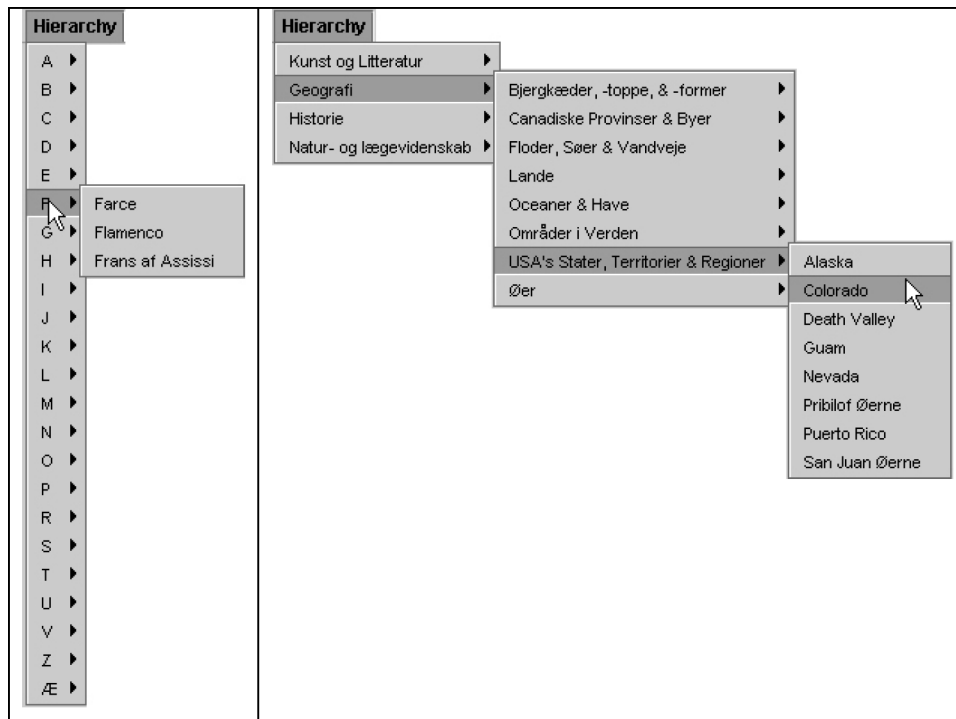 Hierarchy
A
B
C
D
E
F
G
H
I
J
K
L
M
N
O
P
R
S
T
U
V
Z
Æ
Farce
Flamenco
Frans af Assissi
Hierarchy
Kunst og Litteratur
Geografi
Historie
Natur- og lægevidenskab
Bjergkæder, -toppe, & -former
Canadiske Provinser & Byer
Floder, Søer & Vandveje
Lande
Oceaner & Have
Områder i Verden
USA's Stater, Territorier & Regioner
Øer
Alaska
Colorado
Death Valley
Guam
Nevada
Pribilof Øerne
Puerto Rico
San Juan Øerne